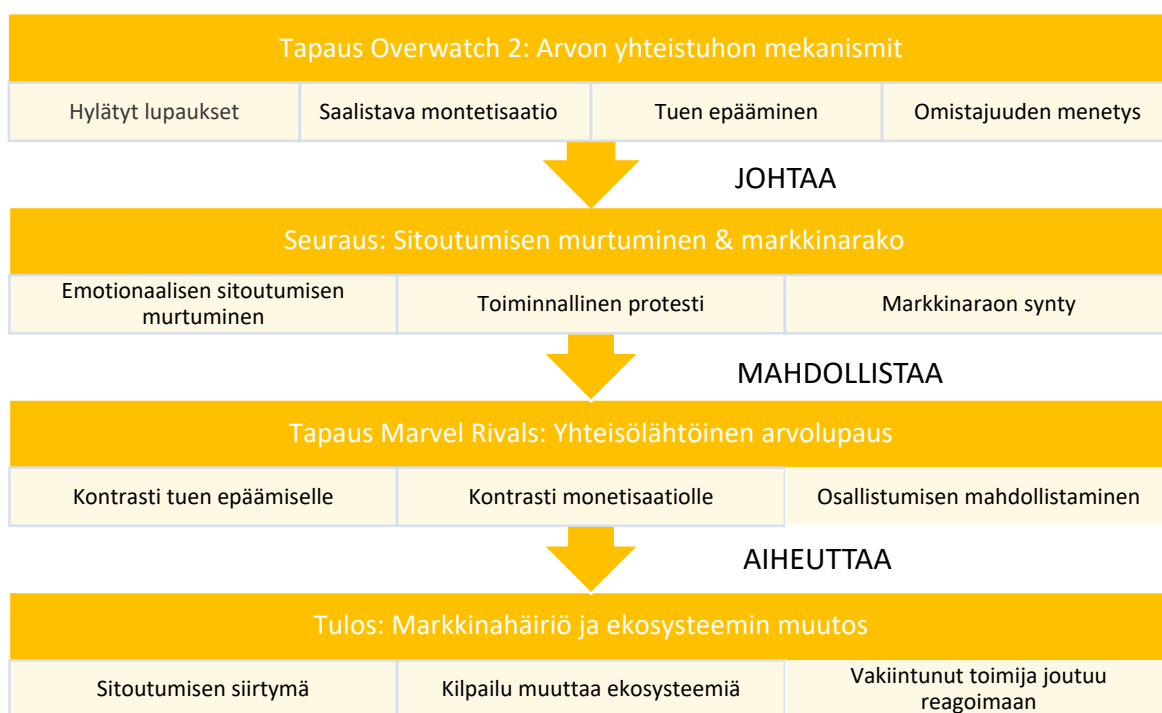 Tapaus Overwatch 2: Arvon yhteistuhon mekanismit
Hylätyt lupaukset
Saalistava montetisaatio
Tuen epääminen
Omistajuuden menetys
JOHTAA
Seuraus: Sitoutumisen murtuminen & markkinarako
Emotionaalisen sitoutumisen
murtuminen
Toiminnallinen protesti
Markkinaraon synty
MAHDOLLISTAA
Tapaus Marvel Rivals: Yhteisölähtöinen arvolupaus
Kontrasti tuen epäämiselle
Kontrasti monetisaatiolle
Osallistumisen mahdollistaminen
AIHEUTTAA
Tulos: Markkinahäiriö ja ekosysteemin muutos
Sitoutumisen siirtymä
Kilpailu muuttaa ekosysteemiä
Vakiintunut toimija joutuu
reagoimaan